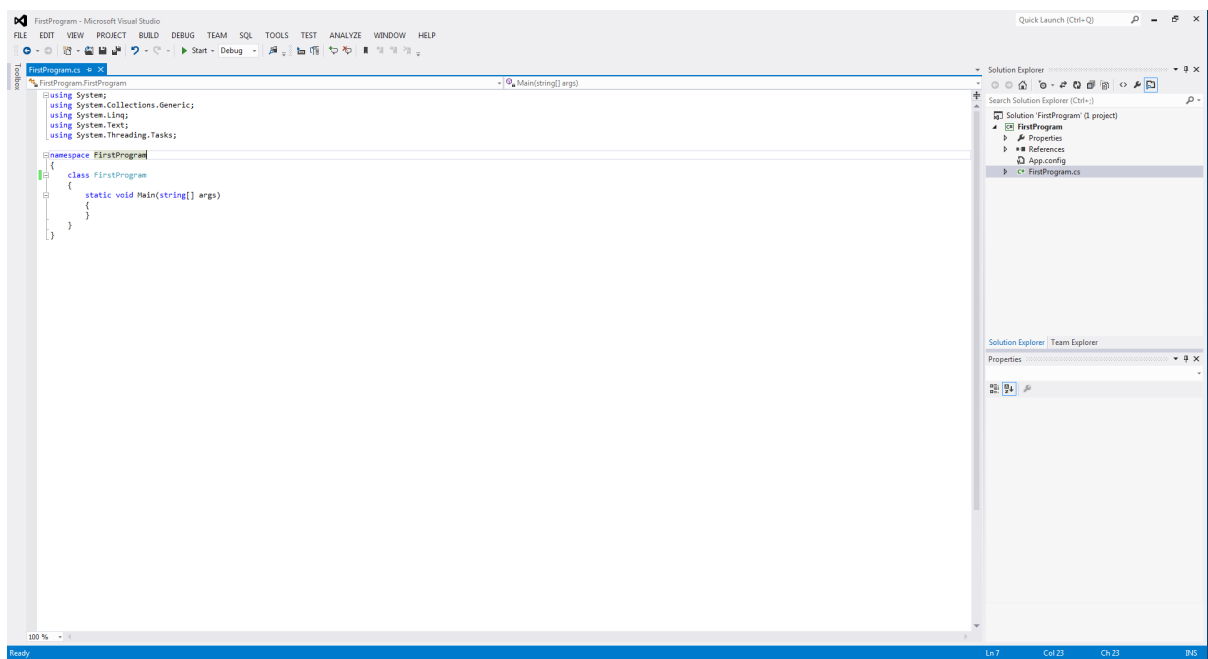 FirstProgram - Microsoft Visual Studio
Quick Launch (Ctrl+Q)
FILE EDIT VIEW PROJECT BUILD DEBUG TEAM SQL TOOLS TEST ANALYZE WINDOW HELP
Start Debug
Toolbox
FirstProgram.cs
FirstProgram.FirstProgram
Main(string[] args)
using System;
using System.Collections.Generic;
using System.Linq;
using System.Text;
using System.Threading.Tasks;
namespace FirstProgram
{
class FirstProgram
{
static void Main(string[] args)
{
}
}
}
100 %
Solution Explorer
Search Solution Explorer (Ctrl+;)
Solution 'FirstProgram' (1 project)
FirstProgram
Properties
References
App.config
FirstProgram.cs
Solution Explorer Team Explorer
Properties
Ready
Ln 7 Col 23 Ch 23 INS